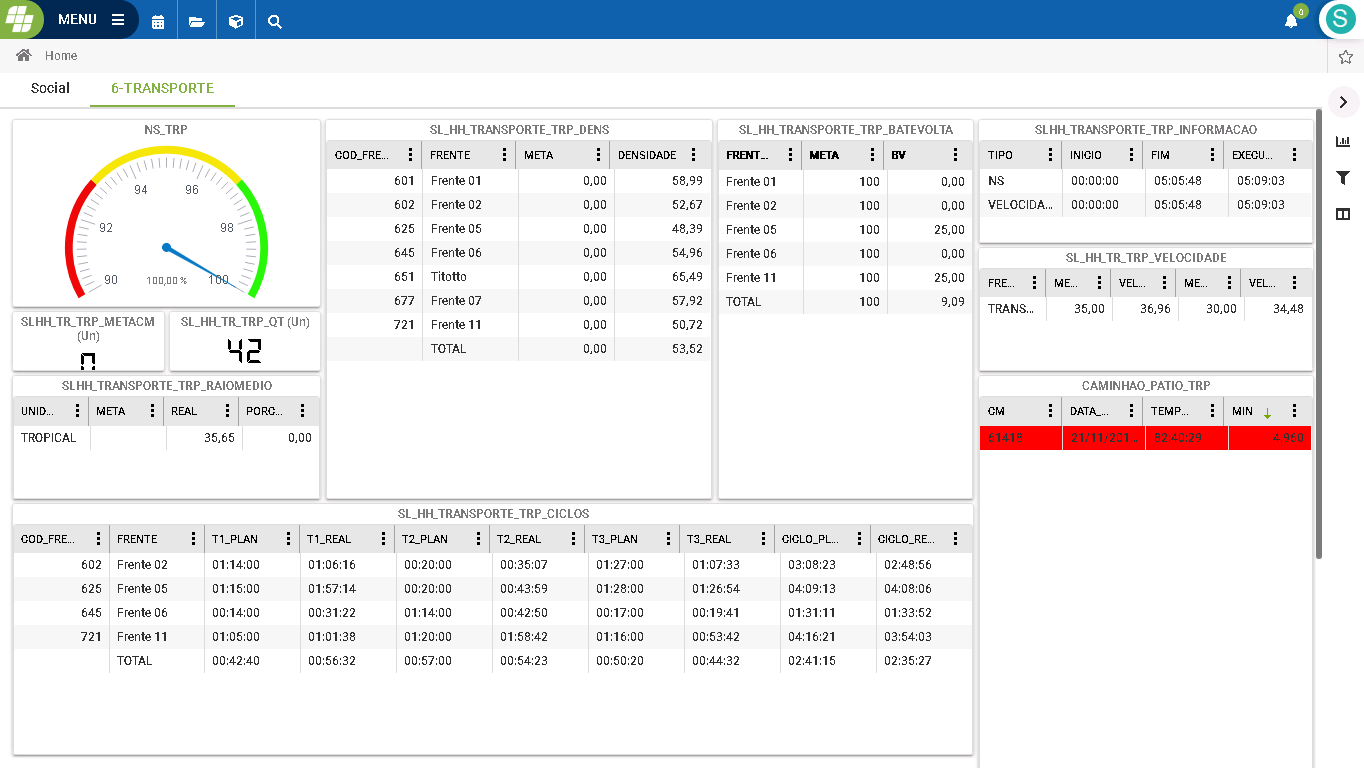 MENU
0
S
Home
Social 6-TRANSPORTE
NS_TRP
90 92 94 96 98 100
100,00 %
SLHH_TR_TRP_METACM (Un)
0
SL_HH_TR_TRP_QT (Un)
42
SLHH_TRANSPORTE_TRP_RAIOMEDIO
UNID... META REAL PORC...
TROPICAL 35,65 0,00
SL_HH_TRANSPORTE_TRP_DENS
COD_FRE... FRENTE META DENSIDADE
601 Frente 01 0,00 58,99
602 Frente 02 0,00 52,67
625 Frente 05 0,00 48,39
645 Frente 06 0,00 54,96
651 Titotto 0,00 65,49
677 Frente 07 0,00 57,92
721 Frente 11 0,00 50,72
TOTAL 0,00 53,52
SL_HH_TRANSPORTE_TRP_BATEVOLTA
FRENT... META BV
Frente 01 100 0,00
Frente 02 100 0,00
Frente 05 100 25,00
Frente 06 100 0,00
Frente 11 100 25,00
TOTAL 100 9,09
SLHH_TRANSPORTE_TRP_INFORMACAO
TIPO INICIO FIM EXECU...
NS 00:00:00 05:05:48 05:09:03
VELOCIDA... 00:00:00 05:05:48 05:09:03
SL_HH_TR_TRP_VELOCIDADE
FRE... ME... VEL... ME... VEL...
TRANS... 35,00 36,96 30,00 34,48
CAMINHAO_PATIO_TRP
CM DATA_... TEMP... MIN
61418 21/11/201... 82:40:29 4.960
SL_HH_TRANSPORTE_TRP_CICLOS
COD_FRE... FRENTE T1_PLAN T1_REAL T2_PLAN T2_REAL T3_PLAN T3_REAL CICLO_PL... CICLO_RE...
602 Frente 02 01:14:00 01:06:16 00:20:00 00:35:07 01:27:00 01:07:33 03:08:23 02:48:56
625 Frente 05 01:15:00 01:57:14 00:20:00 00:43:59 01:28:00 01:26:54 04:09:13 04:08:06
645 Frente 06 00:14:00 00:31:22 01:14:00 00:42:50 00:17:00 00:19:41 01:31:11 01:33:52
721 Frente 11 01:05:00 01:01:38 01:20:00 01:58:42 01:16:00 00:53:42 04:16:21 03:54:03
TOTAL 00:42:40 00:56:32 00:57:00 00:54:23 00:50:20 00:44:32 02:41:15 02:35:27